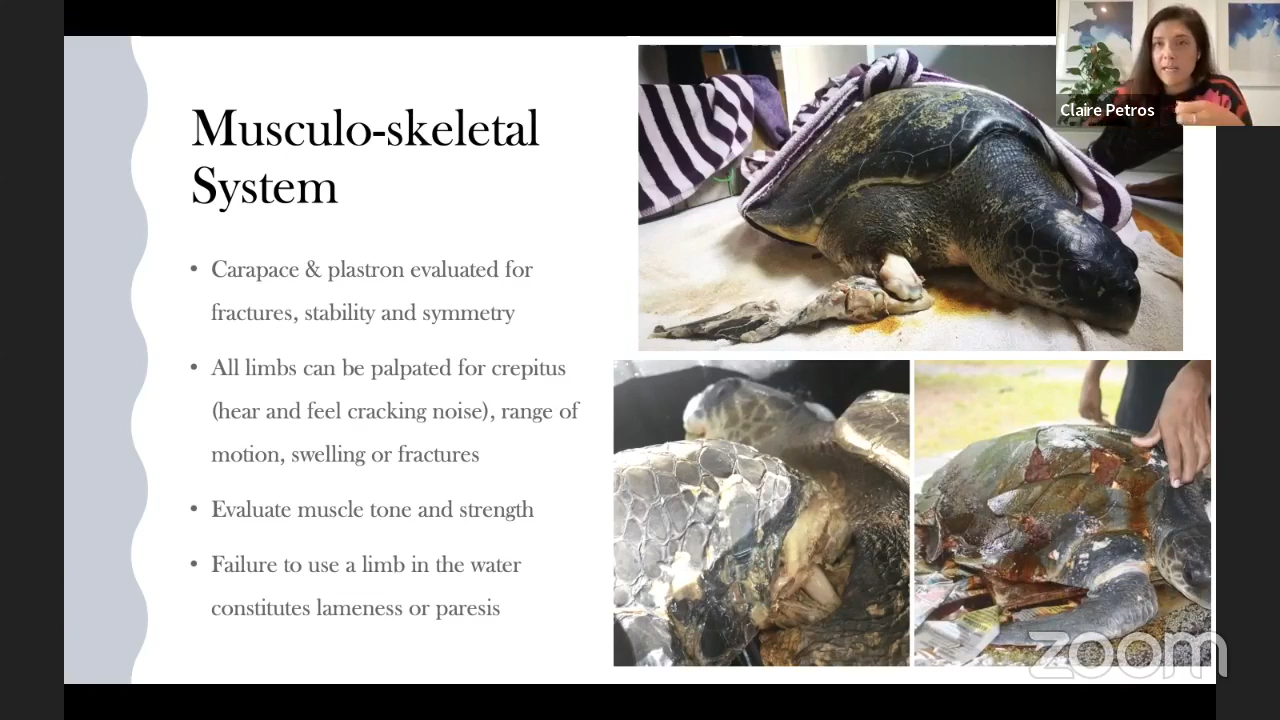 Claire Petros
Musculo-skeletal
System
• Carapace & plastron evaluated for
fractures, stability and symmetry
• All limbs can be palpated for crepitus
(hear and feel cracking noise), range of
motion, swelling or fractures
• Evaluate muscle tone and strength
• Failure to use a limb in the water
constitutes lameness or paresis
zoom